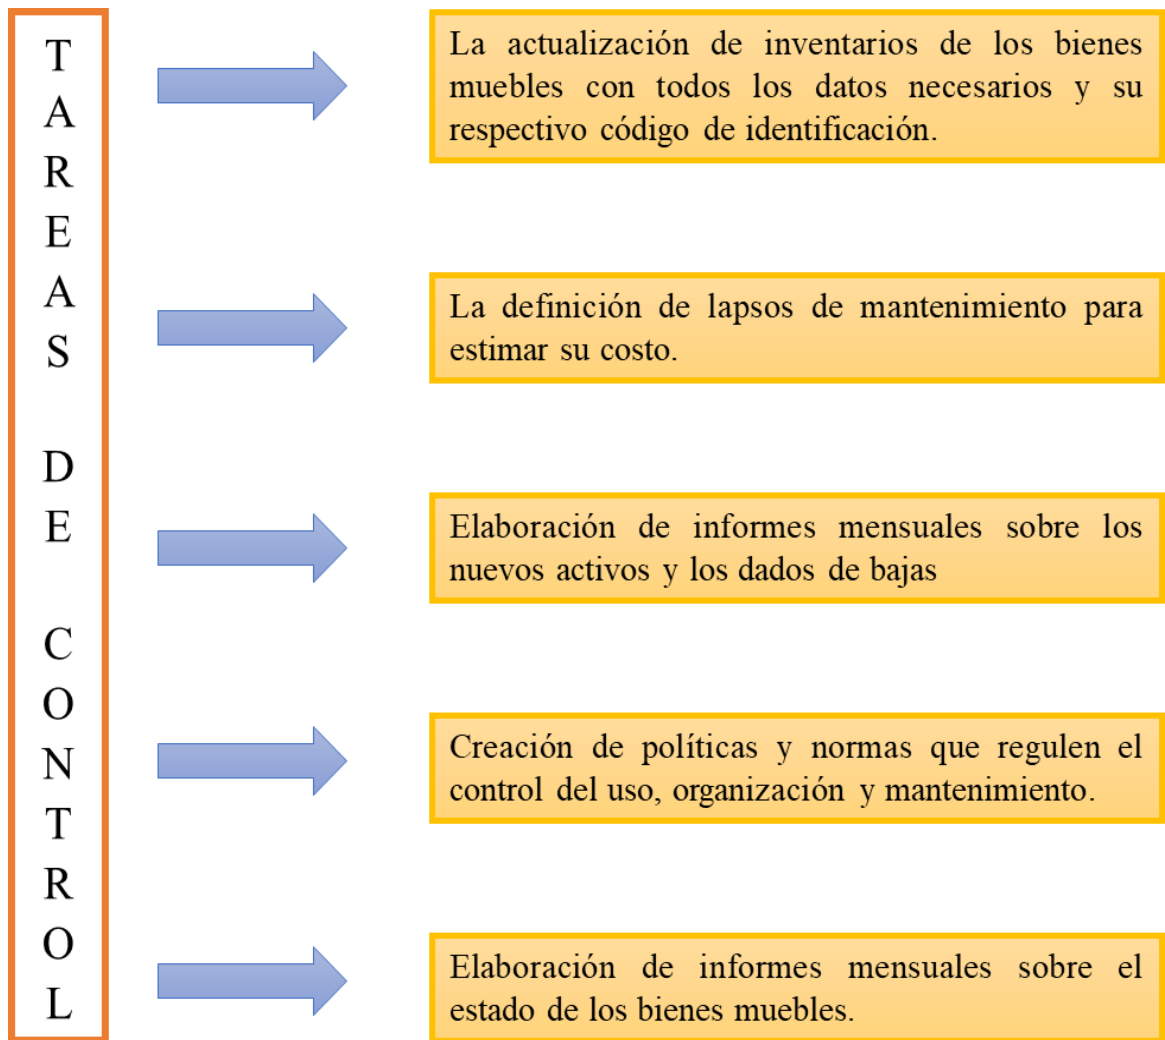 TAREAS DE CONTROL
La actualización de inventarios de los bienes
muebles con todos los datos necesarios y su
respectivo código de identificación.
La definición de lapsos de mantenimiento para
estimar su costo.
Elaboración de informes mensuales sobre los
nuevos activos y los dados de bajas
Creación de políticas y normas que regulen el
control del uso, organización y mantenimiento.
Elaboración de informes mensuales sobre el
estado de los bienes muebles.